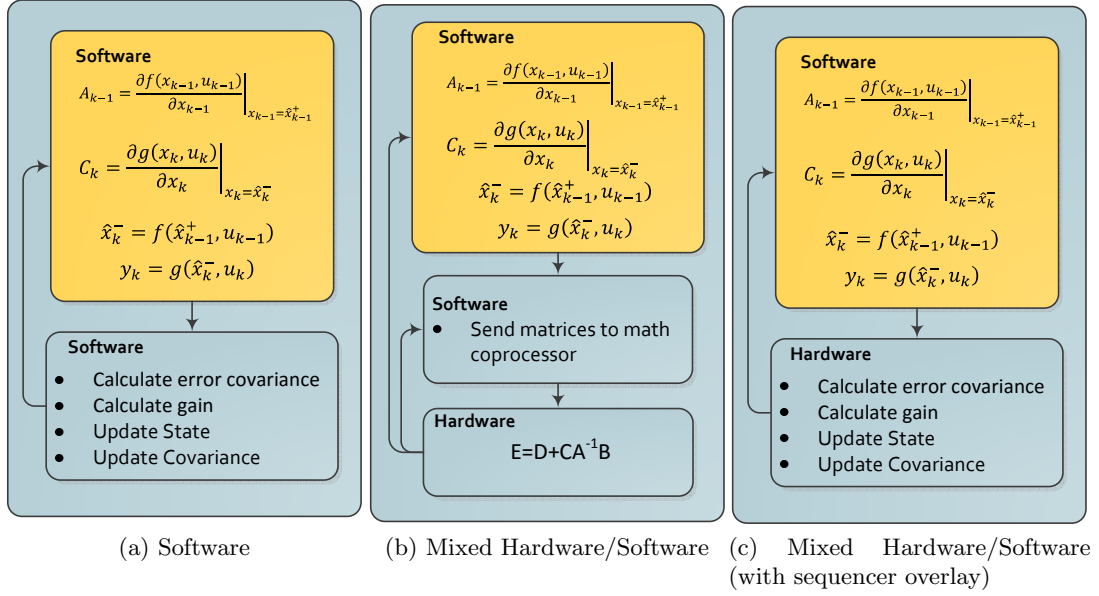 Software
A_{k-1} = \frac{∂f(x_{k-1}, u_{k-1})}{∂x_{k-1}}|_{x_{k-1}=x̂^+_{k-1}}
C_k = \frac{∂g(x_k, u_k)}{∂x_k}|_{x_k=x̂^-_k}
x̂^-_k = f(x̂^+_{k-1}, u_{k-1})
y_k = g(x̂^-_k, u_k)
Software
• Calculate error covariance
• Calculate gain
• Update State
• Update Covariance
(a) Software
Software
A_{k-1} = \frac{∂f(x_{k-1}, u_{k-1})}{∂x_{k-1}}|_{x_{k-1}=x̂^+_{k-1}}
C_k = \frac{∂g(x_k, u_k)}{∂x_k}|_{x_k=x̂^-_k}
x̂^-_k = f(x̂^+_{k-1}, u_{k-1})
y_k = g(x̂^-_k, u_k)
Software
• Send matrices to math
coprocessor
Hardware
E=D+CA^{-1}B
(b) Mixed Hardware/Software
Software
A_{k-1} = \frac{∂f(x_{k-1}, u_{k-1})}{∂x_{k-1}}|_{x_{k-1}=x̂^+_{k-1}}
C_k = \frac{∂g(x_k, u_k)}{∂x_k}|_{x_k=x̂^-_k}
x̂^-_k = f(x̂^+_{k-1}, u_{k-1})
y_k = g(x̂^-_k, u_k)
Hardware
• Calculate error covariance
• Calculate gain
• Update State
• Update Covariance
(c) Mixed Hardware/Software
(with sequencer overlay)